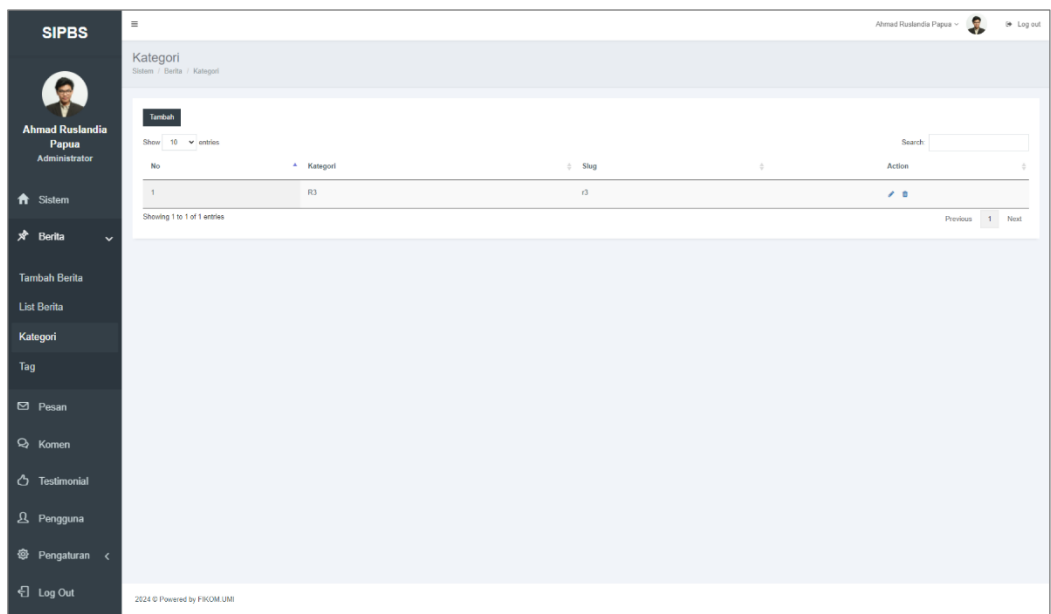 SIPBS
Ahmad Ruslandia Papua
Log out
Kategori
Sistem / Berita / Kategori
Ahmad Ruslandia
Papua
Administrator
Sistem
Berita
Tambah Berita
List Berita
Kategori
Tag
Pesan
Komen
Testimonial
Pengguna
Pengaturan
Log Out
Tambah
Show 10 entries
Search:
No Kategori Slug Action
1 R3 r3
Showing 1 to 1 of 1 entries
Previous 1 Next
2024 © Powered by FIKOM.UMI